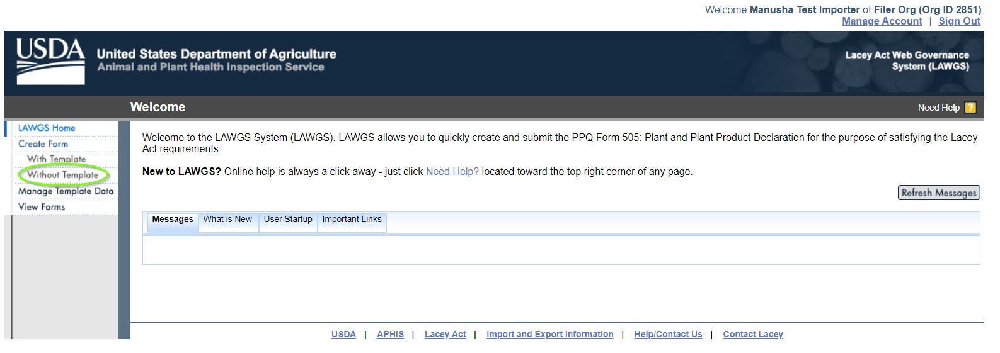 Welcome Manusha Test Importer of Filer Org (Org ID 2851).
Manage Account | Sign Out
USDA
United States Department of Agriculture
Animal and Plant Health Inspection Service
Lacey Act Web Governance
System (LAWGS)
Welcome
Need Help ?
LAWGS Home
Create Form
With Template
Without Template
Manage Template Data
View Forms
Welcome to the LAWGS System (LAWGS). LAWGS allows you to quickly create and submit the PPQ Form 505: Plant and Plant Product Declaration for the purpose of satisfying the Lacey
Act requirements.
New to LAWGS? Online help is always a click away - just click Need Help? located toward the top right corner of any page.
Refresh Messages
Messages What is New User Startup Important Links
USDA | APHIS | Lacey Act | Import and Export Information | Help/Contact Us | Contact Lacey